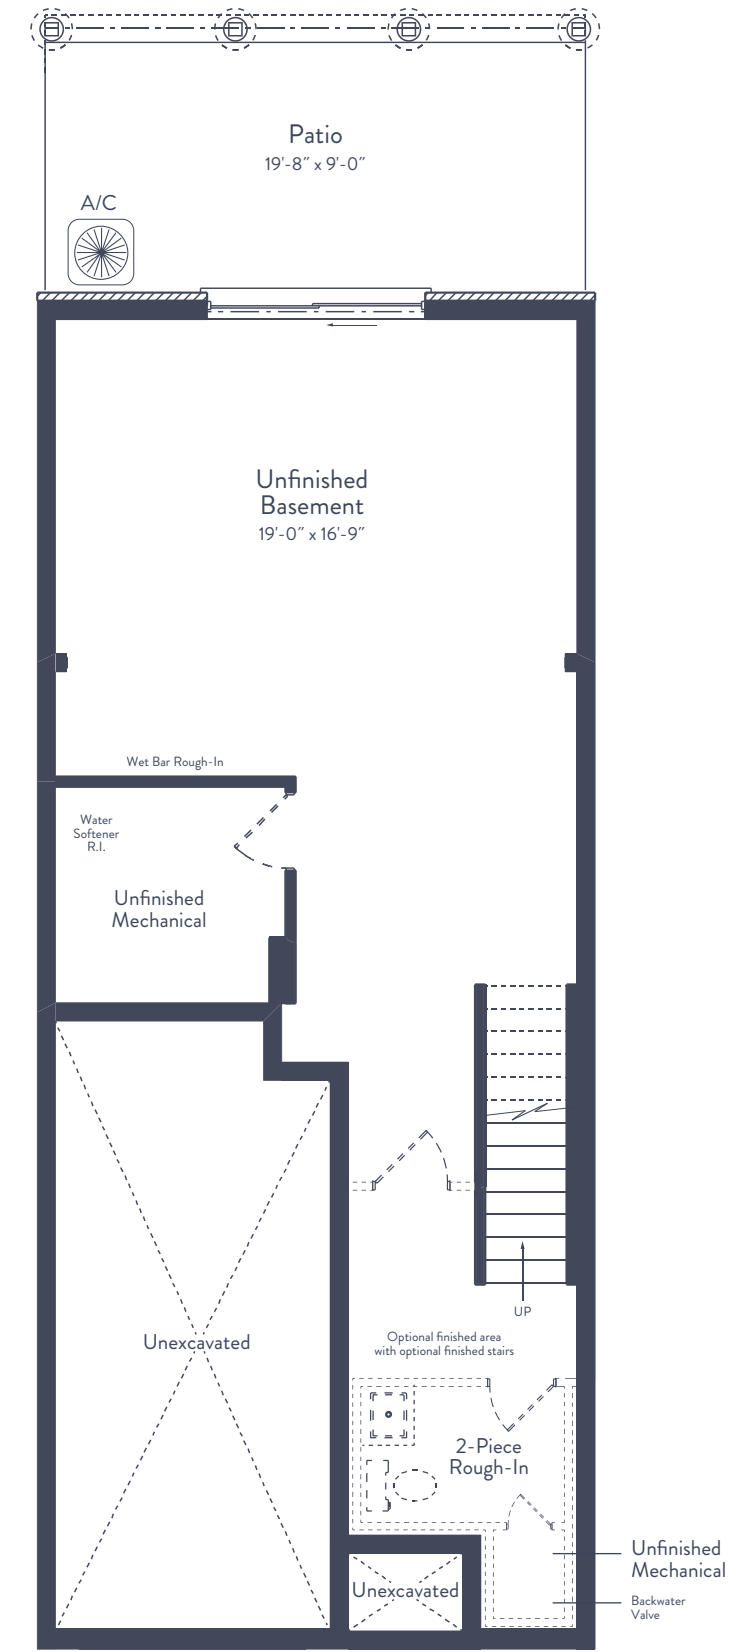 Patio
19'-8" x 9'-0"
A/C
Unfinished
Basement
19'-0" x 16'-9"
Wet Bar Rough-In
Water
Softener
R.I.
Unfinished
Mechanical
UP
Optional finished area
with optional finished stairs
Unexcavated
2-Piece
Rough-In
Unfinished
Mechanical
Unexcavated
Backwater
Valve